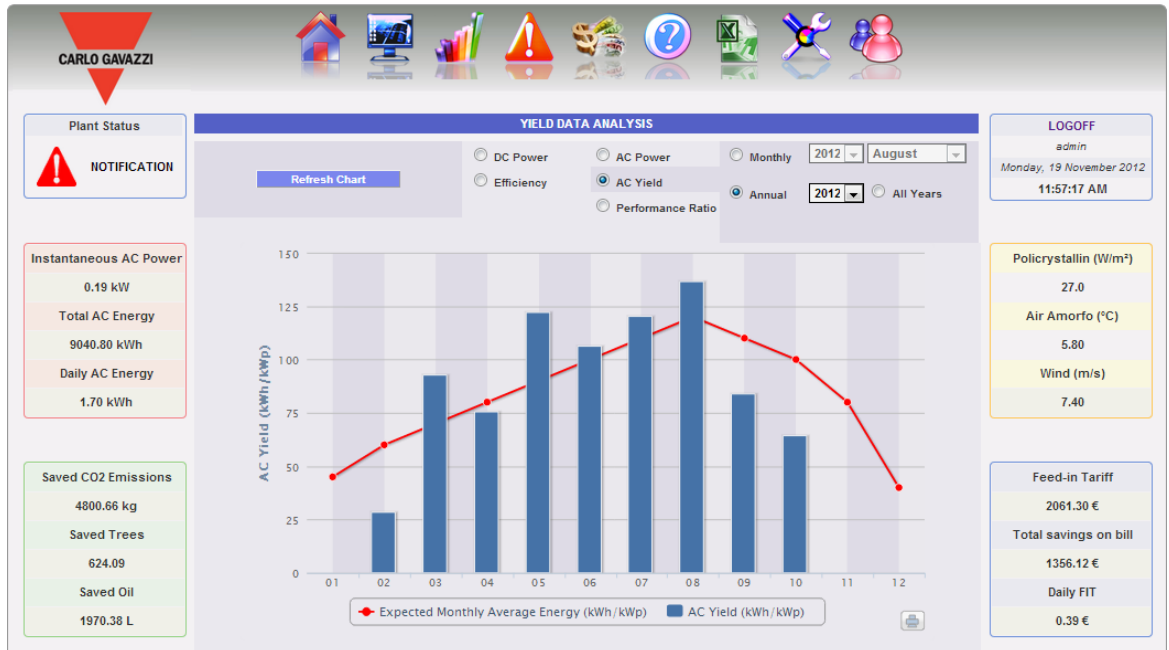 CARLO GAVAZZI
Plant Status
NOTIFICATION
Instantaneous AC Power
0.19 kW
Total AC Energy
9040.80 kWh
Daily AC Energy
1.70 kWh
Saved CO2 Emissions
4800.66 kg
Saved Trees
624.09
Saved Oil
1970.38 L
YIELD DATA ANALYSIS
Refresh Chart
DC Power
AC Power
Monthly
2012
August
Efficiency
AC Yield
Annual
2012
All Years
Performance Ratio
AC Yield (kWh/kWp)
150
125
100
75
50
25
0
01 02 03 04 05 06 07 08 09 10 11 12
Expected Monthly Average Energy (kWh/kWp) AC Yield (kWh/kWp)
LOGOFF
admin
Monday, 19 November 2012
11:57:17 AM
Policrystallin (W/m²)
27.0
Air Amorfo (°C)
5.80
Wind (m/s)
7.40
Feed-in Tariff
2061.30 €
Total savings on bill
1356.12 €
Daily FIT
0.39 €